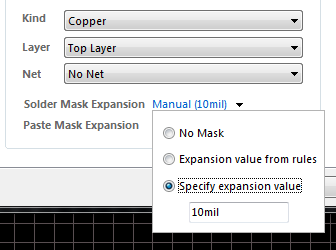 Kind Copper
Layer Top Layer
Net No Net
Solder Mask Expansion Manual (10mil)
Paste Mask Expansion
No Mask
Expansion value from rules
Specify expansion value
10mil